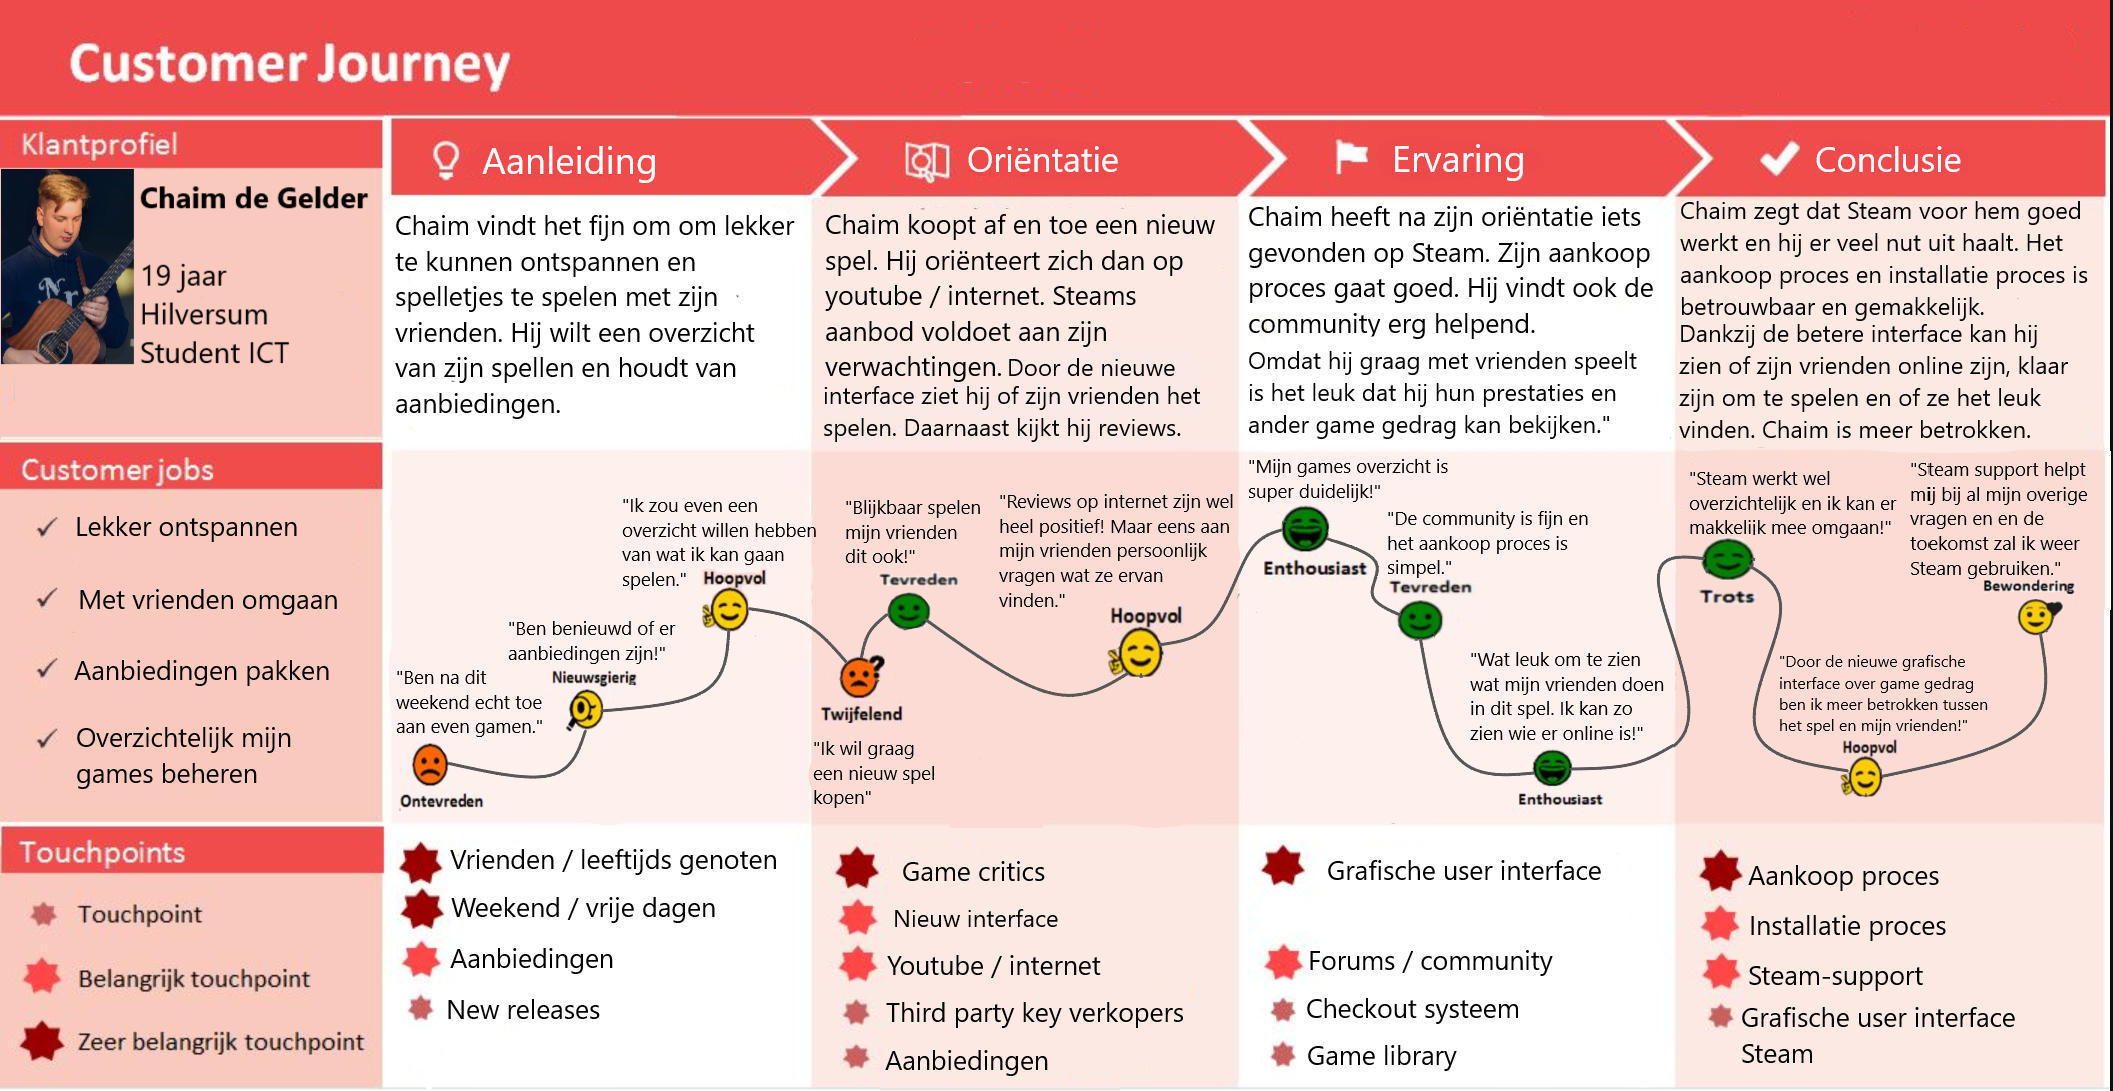 Customer Journey
Klantprofiel
Chaim de Gelder
19 jaar
Hilversum
Student ICT
Customer jobs
Lekker ontspannen
Met vrienden omgaan
Aanbiedingen pakken
Overzichtelijk mijn
games beheren
Touchpoints
Touchpoint
Belangrijk touchpoint
Zeer belangrijk touchpoint
Aanleiding
Chaim vindt het fijn om om lekker
te kunnen ontspannen en
spelletjes te spelen met zijn
vrienden. Hij wilt een overzicht
van zijn spellen en houdt van
aanbiedingen.
"Ik zou even een
overzicht willen hebben
van wat ik kan gaan
spelen."
Hoopvol
"Ben benieuwd of er
aanbiedingen zijn!"
Nieuwsgierig
"Ben na dit
weekend echt toe
aan even gamen."
Ontevreden
Vrienden / leeftijds genoten
Weekend / vrije dagen
Aanbiedingen
New releases
Oriëntatie
Chaim koopt af en toe een nieuw
spel. Hij oriënteert zich dan op
youtube / internet. Steams
aanbod voldoet aan zijn
verwachtingen. Door de nieuwe
interface ziet hij of zijn vrienden het
spelen. Daarnaast kijkt hij reviews.
"Blijkbaar spelen
mijn vrienden
dit ook!"
Tevreden
"Reviews op internet zijn wel
heel positief! Maar eens aan
mijn vrienden persoonlijk
vragen wat ze ervan
vinden."
Hoopvol
Twijfelend
"Ik wil graag
een nieuw spel
kopen"
Game critics
Nieuw interface
Youtube / internet
Third party key verkopers
Aanbiedingen
Ervaring
Chaim heeft na zijn oriëntatie iets
gevonden op Steam. Zijn aankoop
proces gaat goed. Hij vindt ook de
community erg helpend.
Omdat hij graag met vrienden speelt
is het leuk dat hij hun prestaties en
ander game gedrag kan bekijken."
"Mijn games overzicht is
super duidelijk!"
Enthousiast
"De community is fijn en
het aankoop proces is
simpel."
Tevreden
"Wat leuk om te zien
wat mijn vrienden doen
in dit spel. Ik kan zo
zien wie er online is!"
Enthousiast
Grafische user interface
Forums / community
Checkout systeem
Game library
Conclusie
Chaim zegt dat Steam voor hem goed
werkt en hij er veel nut uit haalt. Het
aankoop proces en installatie proces is
betrouwbaar en gemakkelijk.
Dankzij de betere interface kan hij
zien of zijn vrienden online zijn, klaar
zijn om te spelen en of ze het leuk
vinden. Chaim is meer betrokken.
"Steam werkt wel
overzichtelijk en ik kan er
makkelijk mee omgaan!"
Trots
"Steam support helpt
mij bij al mijn overige
vragen en en de
toekomst zal ik weer
Steam gebruiken."
Bewondering
"Door de nieuwe grafische
interface over game gedrag
ben ik meer betrokken tussen
het spel en mijn vrienden!"
Hoopvol
Aankoop proces
Installatie proces
Steam-support
Grafische user interface
Steam